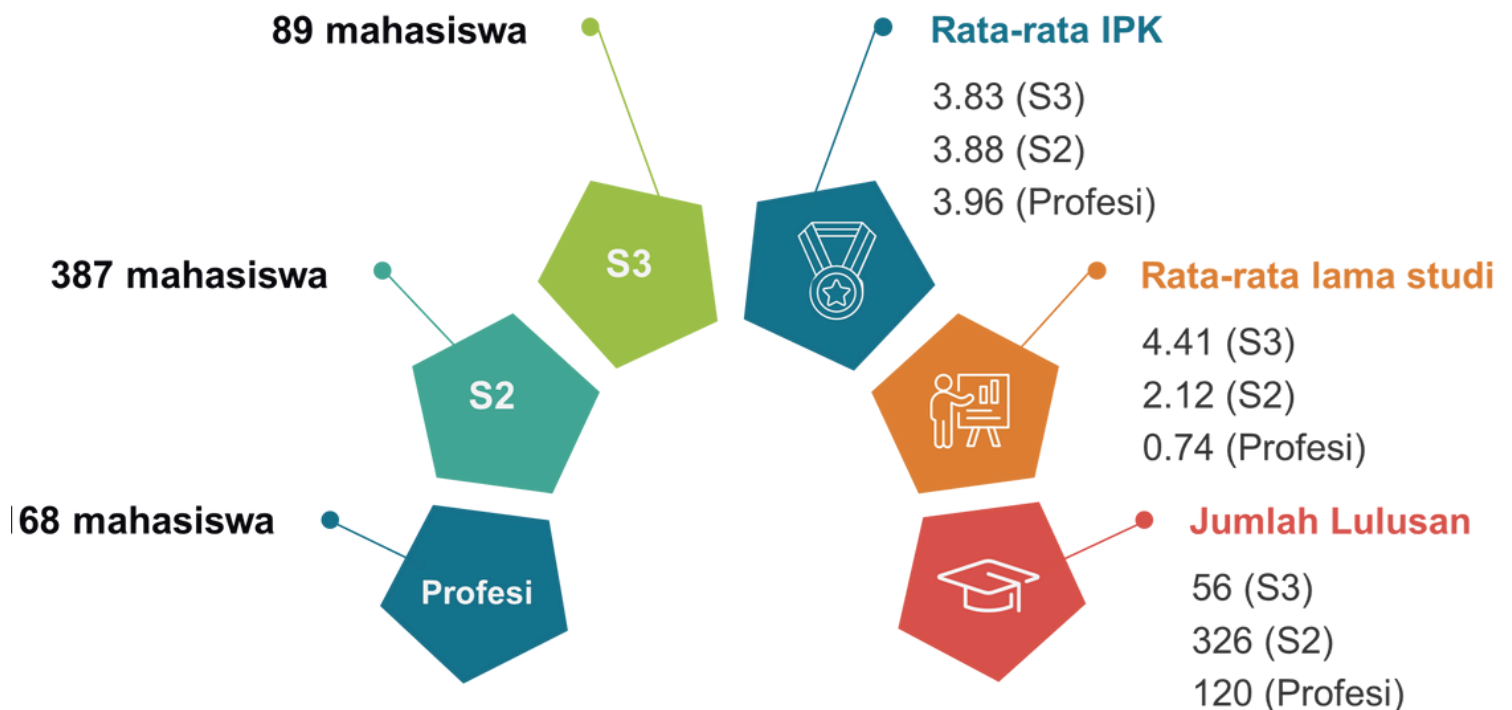 89 mahasiswa
387 mahasiswa
168 mahasiswa
S3
S2
Profesi
Rata-rata IPK
3.83 (S3)
3.88 (S2)
3.96 (Profesi)
Rata-rata lama studi
4.41 (S3)
2.12 (S2)
0.74 (Profesi)
Jumlah Lulusan
56 (S3)
326 (S2)
120 (Profesi)